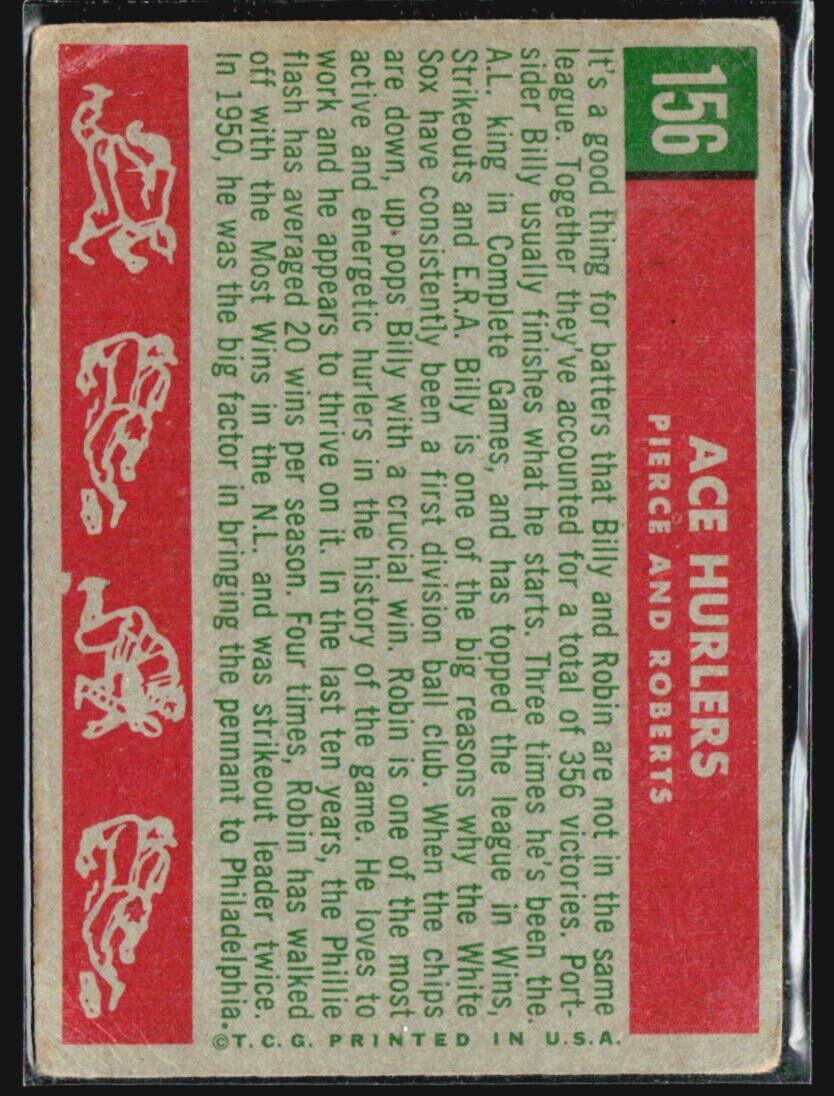 156
ACE HURLERS
PIERCE AND ROBERTS
It's a good thing for batters that Billy and Robin are not in the same
league. Together they've accounted for a total of 356 victories. Port-
sider Billy usually finishes what he starts. Three times he's been the
A.L. king in Complete Games, and has topped the league in Wins,
Strikeouts and E.R.A. Billy is one of the big reasons why the White
Sox have consistently been a first division ball club. When the chips
are down, up pops Billy with a crucial win. Robin is one of the most
active and energetic hurlers in the history of the game. He loves to
work and he appears to thrive on it. In the last ten years, the Phillie
flash has averaged 20 wins per season. Four times, Robin has walked
off with the Most Wins in the N.L. and was strikeout leader twice.
In 1950, he was the big factor in bringing the pennant to Philadelphia.
© T. C. G. PRINTED IN U.S.A.